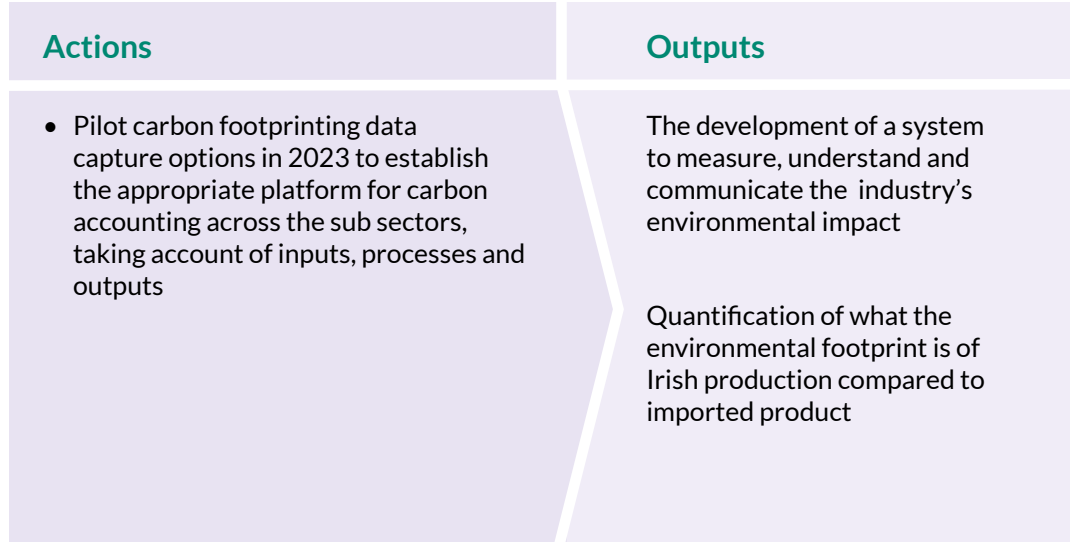 Actions
• Pilot carbon footprinting data
capture options in 2023 to establish
the appropriate platform for carbon
accounting across the sub sectors,
taking account of inputs, processes and
outputs
Outputs
The development of a system
to measure, understand and
communicate the  industry’s
environmental impact
Quantification of what the
environmental footprint is of
Irish production compared to
imported product